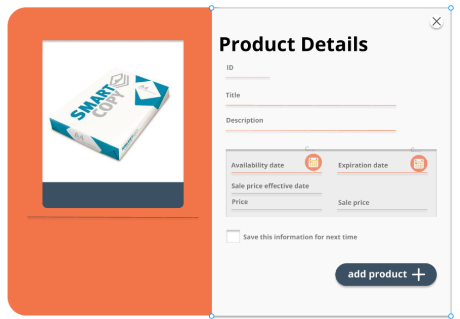 Product Details
ID
Title
Description
Availability date
Expiration date
Sale price effective date
Price
Sale price
Save this information for next time
add product
SMART
COPY
A4